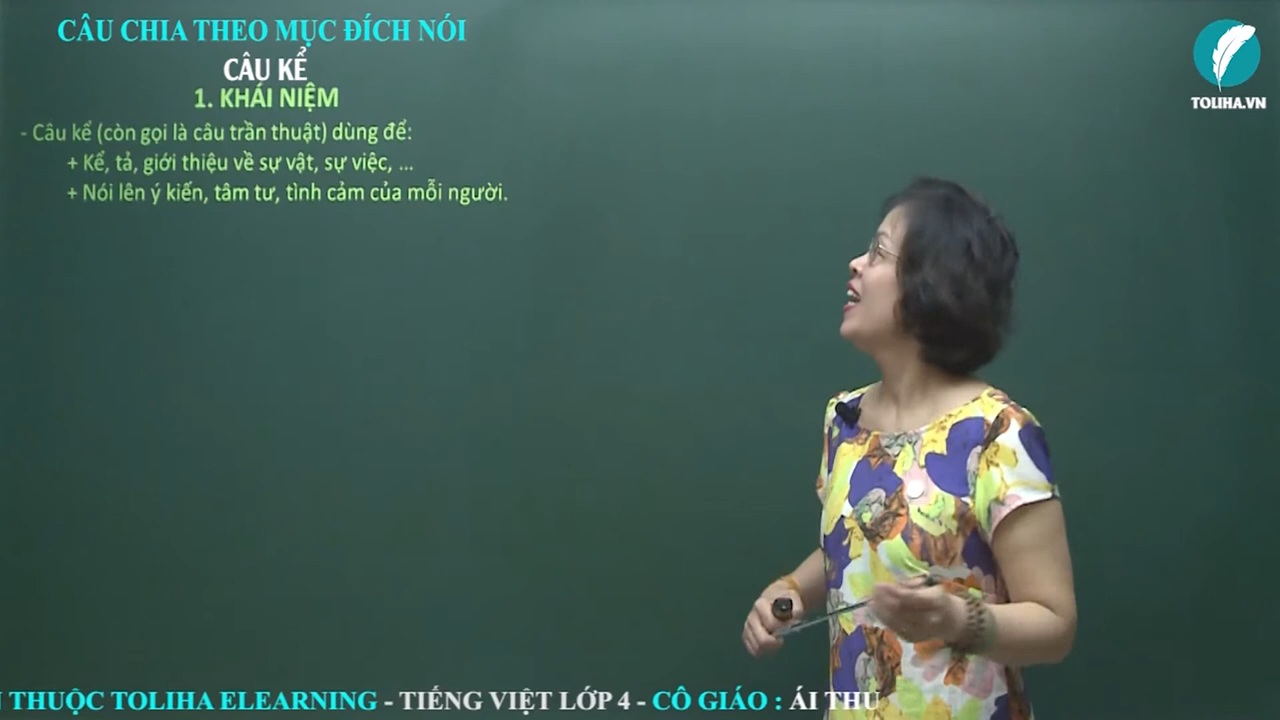 CÂU CHIA THEO MỤC ĐÍCH NÓI
CÂU KỂ
1. KHÁI NIỆM
- Câu kể (còn gọi là câu trần thuật) dùng để:
+ Kể, tả, giới thiệu về sự vật, sự việc, ...
+ Nói lên ý kiến, tâm tư, tình cảm của mỗi người.
TOLIHA.VN
THUỘC TOLIHA ELEARNING - TIẾNG VIỆT LỚP 4 - CÔ GIÁO : ÁI THU